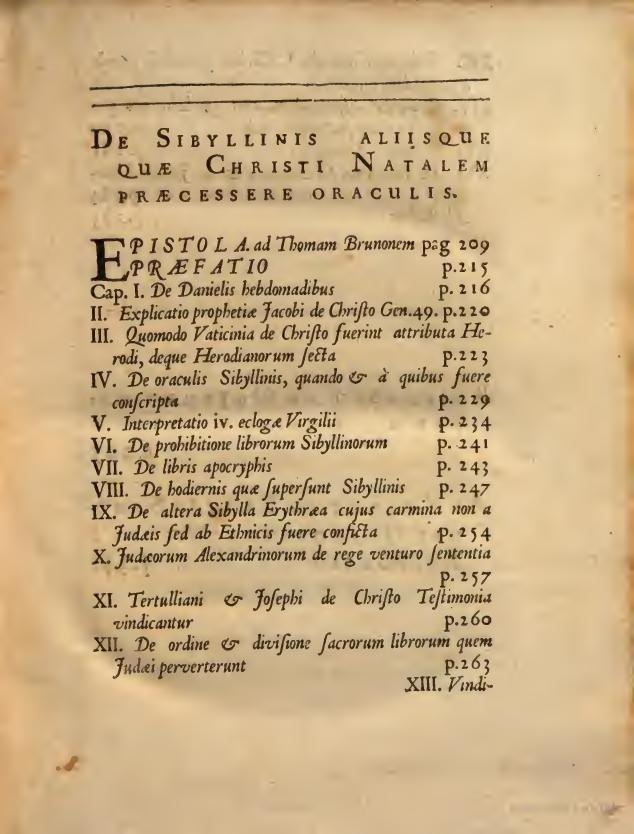 DE SIBYLLINIS ALIISQUE
QUÆ CHRISTI NATALEM
PRÆCESSERE ORACULIS.
EPISTOLA. ad Thomam Brunonem pag 209
PRÆFATIO p.215
Cap. I. De Danielis hebdomadibus p. 216
II. Explicatio prophetiæ Jacobi de Chriſto Gen.49. p.220
III. Quomodo Vaticinia de Chriſto fuerint attributa He-
rodi, deque Herodianorum ſecta p.223
IV. De oraculis Sibyllinis, quando & à quibus fuere
conſcripta p. 229
V. Interpretatio iv. eclogæ Virgilii p. 234
VI. De prohibitione librorum Sibyllinorum p. 241
VII. De libris apocryphis p. 243
VIII. De hodiernis quæ ſuperſunt Sibyllinis p. 247
IX. De altera Sibylla Erythræa cujus carmina non a
Judæis ſed ab Ethnicis fuere conficta p. 254
X. Judæorum Alexandrinorum de rege venturo ſententia
p. 257
XI. Tertulliani & Joſephi de Chriſto Teſtimonia
vindicantur p.260
XII. De ordine & diviſione ſacrorum librorum quem
Judæi perverterunt p.263
XIII. Vindi-